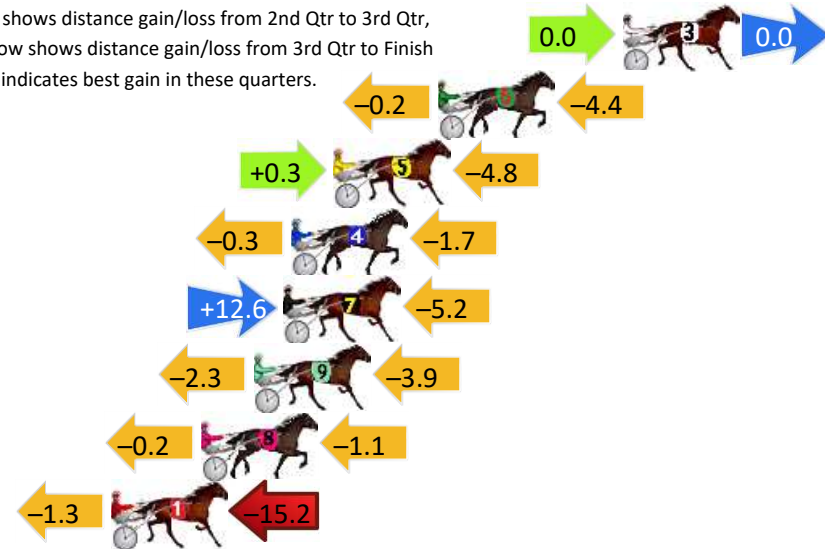 shows distance gain/loss from 2nd Qtr to 3rd Qtr,
ow shows distance gain/loss from 3rd Qtr to Finish
indicates best gain in these quarters.
0.0 3 0.0
–0.2 –4.4
+0.3 5 –4.8
–0.3 4 –1.7
+12.6 7 –5.2
–2.3 9 –3.9
–0.2 8 –1.1
–1.3 1 –15.2